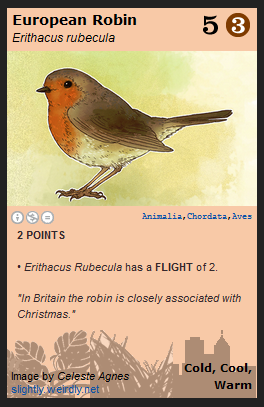 European Robin
5 3
Erithacus rubecula
Animalia,Chordata,Aves
2 POINTS
• Erithacus Rubecula has a FLIGHT of 2.
"In Britain the robin is closely associated with
Christmas."
Cold, Cool,
Warm
Image by Celeste Agnes
slightly.weirdly.net